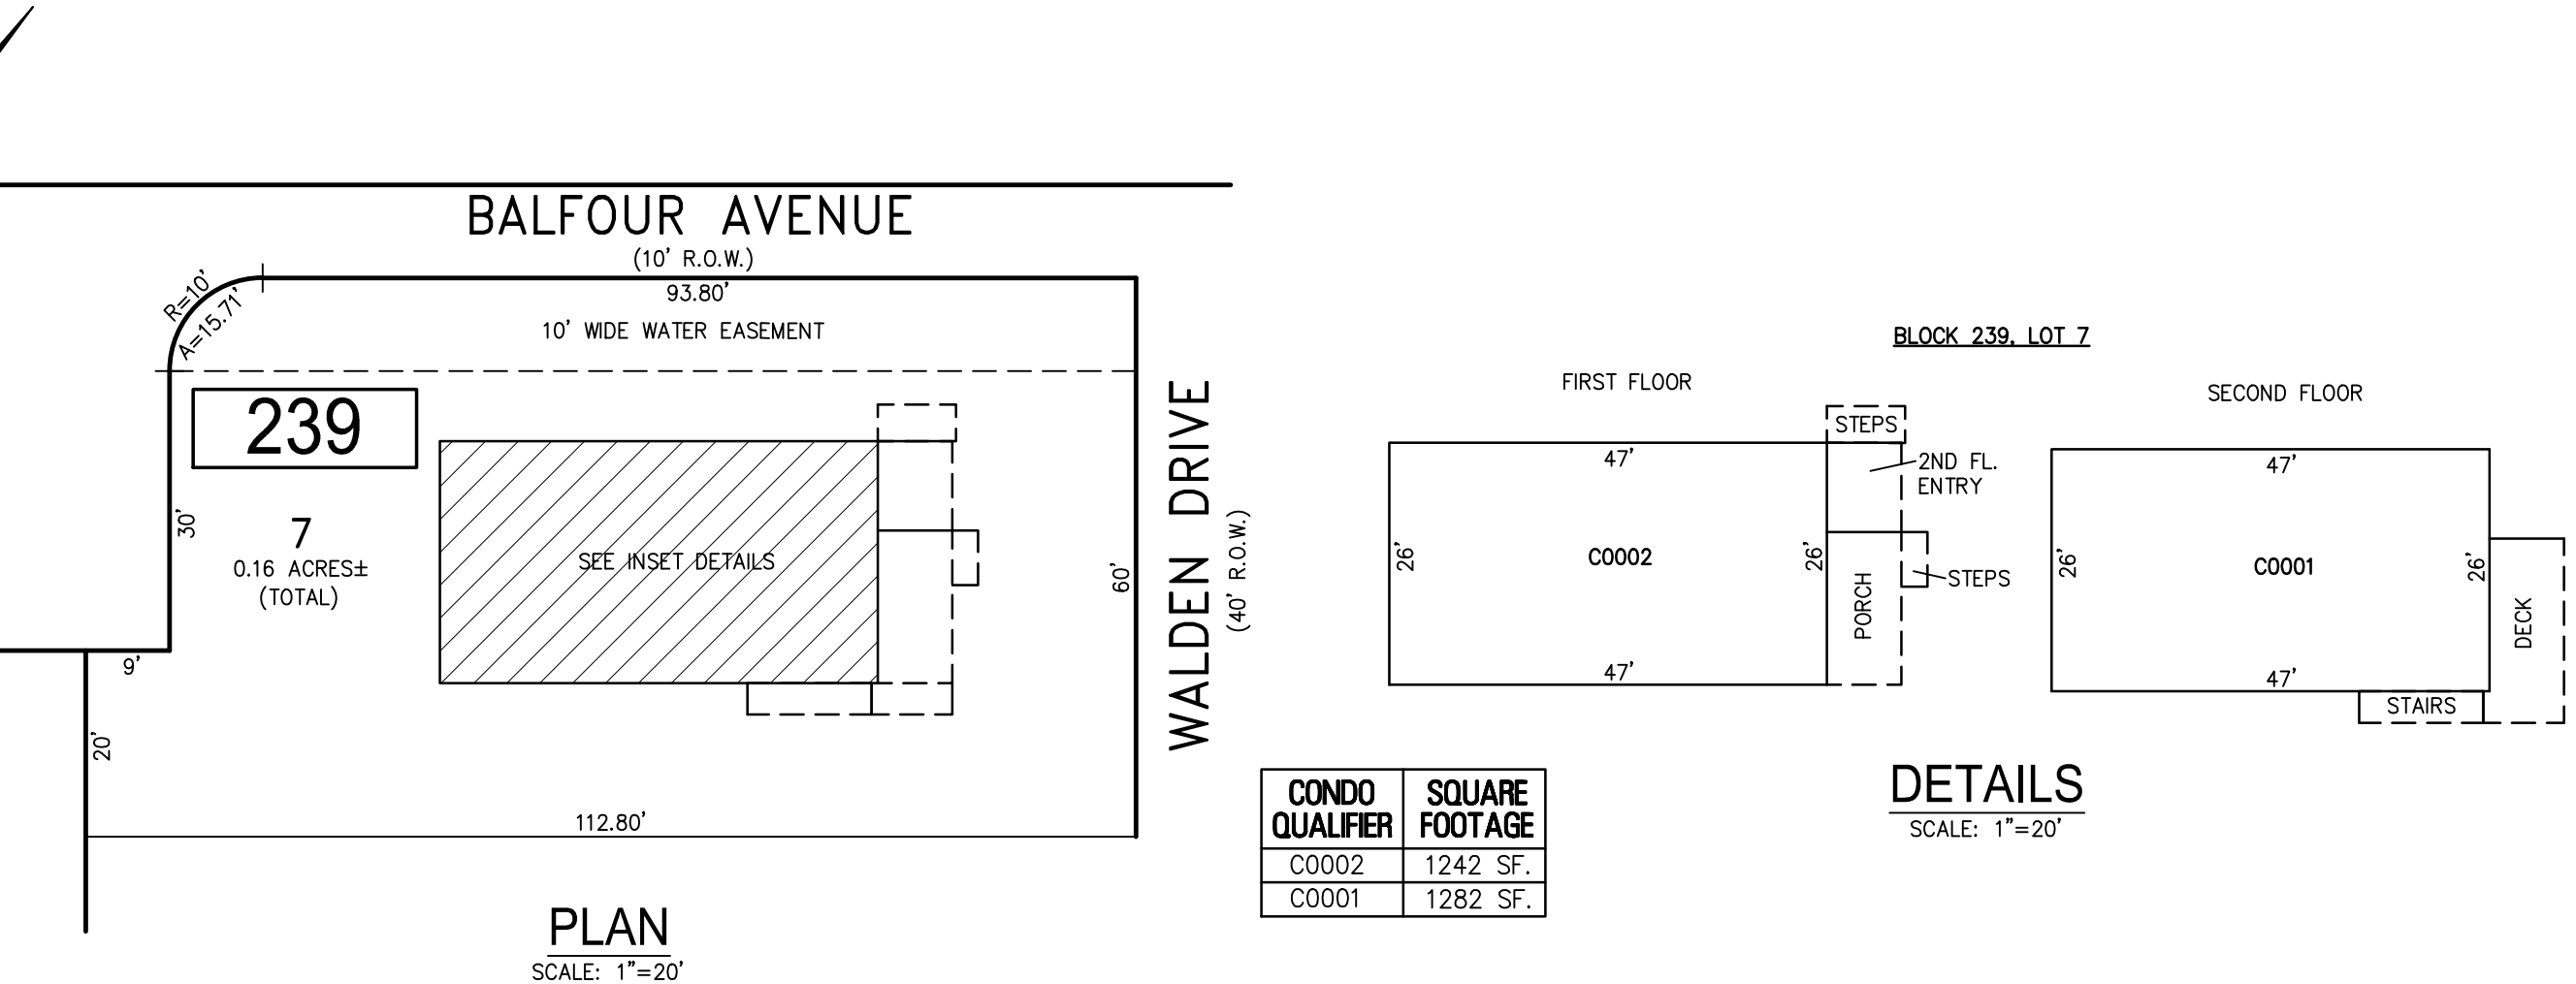 BALFOUR AVENUE
(10' R.O.W.)
93.80'
R=10'
A=15.71'
10' WIDE WATER EASEMENT
239
7
0.16 ACRES±
(TOTAL)
30'
SEE INSET DETAILS
60'
WALDEN DRIVE
(40' R.O.W.)
9'
20'
112.80'
PLAN
SCALE: 1"=20'
BLOCK 239, LOT 7
FIRST FLOOR
STEPS
47'
2ND FL.
ENTRY
26'
C0002
26'
PORCH
STEPS
47'
SECOND FLOOR
47'
26'
C0001
26'
DECK
47'
STAIRS
DETAILS
SCALE: 1"=20'
CONDO QUALIFIER SQUARE FOOTAGE
C0002 1242 SF.
C0001 1282 SF.